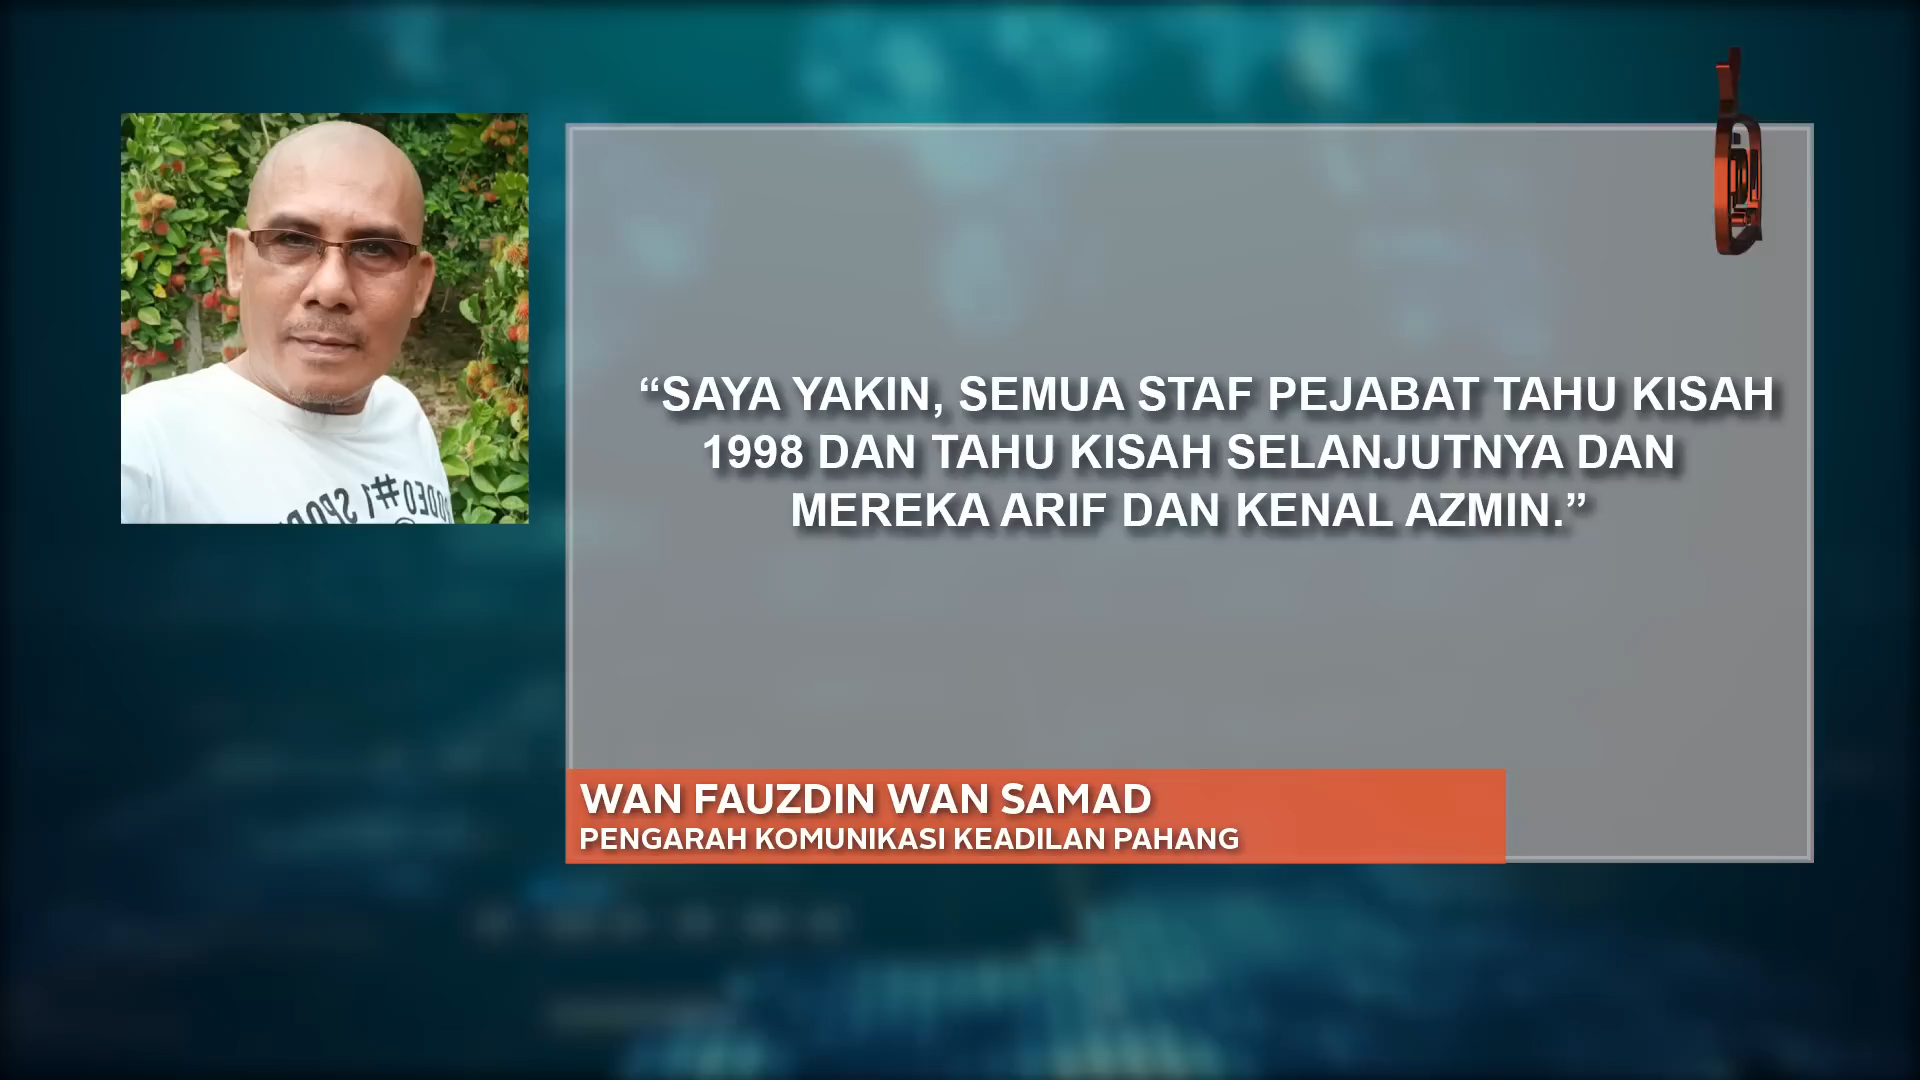 “SAYA YAKIN, SEMUA STAF PEJABAT TAHU KISAH
1998 DAN TAHU KISAH SELANJUTNYA DAN
MEREKA ARIF DAN KENAL AZMIN.”
WAN FAUZDIN WAN SAMAD
PENGARAH KOMUNIKASI KEADILAN PAHANG